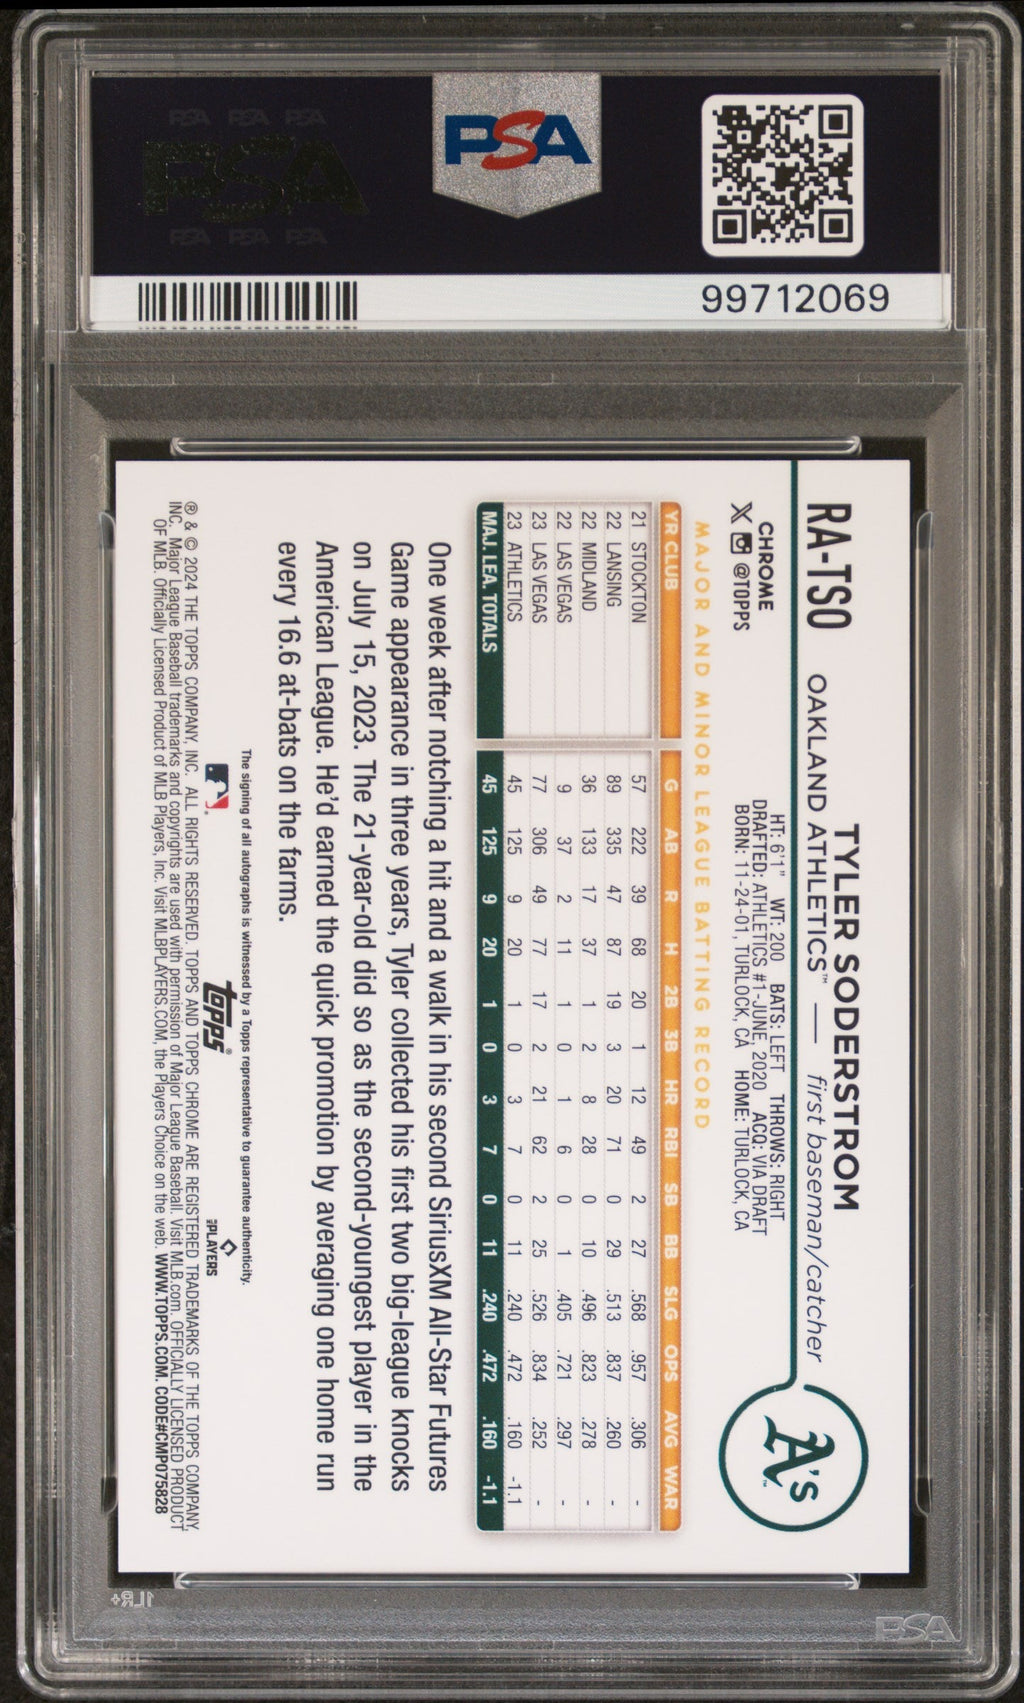 PSA PSA PSA
PSA
PSA PSA PSA
PSA
99712069
RA-TSO
TYLER SODERSTROM
OAKLAND ATHLETICS™ — first baseman/catcher
A's
CHROME
@TOPPS
HT: 6'1" WT: 200 BATS: LEFT THROWS: RIGHT
DRAFTED: ATHLETICS #1-JUNE, 2020 ACQ: VIA DRAFT
BORN: 11-24-01, TURLOCK, CA HOME: TURLOCK, CA
MAJOR AND MINOR LEAGUE BATTING RECORD
YR CLUB G AB R H 2B 3B HR RBI SB BB SLG OPS AVG WAR
21 STOCKTON 57 222 39 68 20 1 12 49 2 27 .568 .957 .306 -
22 LANSING 89 335 47 87 19 3 20 71 0 29 .513 .837 .260 -
22 MIDLAND 36 133 17 37 1 2 8 28 0 10 .496 .823 .278 -
22 LAS VEGAS 9 37 2 11 1 0 1 6 0 1 .405 .721 .297 -
23 LAS VEGAS 77 306 49 77 17 2 21 62 2 25 .526 .834 .252 -
23 ATHLETICS 45 125 9 20 1 0 3 7 0 11 .240 .472 .160 -1.1
MAJ. LEA. TOTALS 45 125 9 20 1 0 3 7 0 11 .240 .472 .160 -1.1
One week after notching a hit and a walk in his second SiriusXM All-Star Futures
Game appearance in three years, Tyler collected his first two big-league knocks
on July 15, 2023. The 21-year-old did so as the second-youngest player in the
American League. He'd earned the quick promotion by averaging one home run
every 16.6 at-bats on the farms.
The signing of all autographs is witnessed by a Topps representative to guarantee authenticity.
topps®
PLAYERS
® & © 2024 THE TOPPS COMPANY, INC. ALL RIGHTS RESERVED. TOPPS AND TOPPS CHROME ARE REGISTERED TRADEMARKS OF THE TOPPS COMPANY,
INC. Major League Baseball trademarks and copyrights are used with permission of Major League Baseball. Visit MLB.com. OFFICIALLY LICENSED PRODUCT
OF MLB. Officially Licensed Product of MLB Players, Inc. Visit MLBPLAYERS.COM, the Players Choice on the web. WWW.TOPPS.COM. CODE#CMP075828
1LR+
PSA